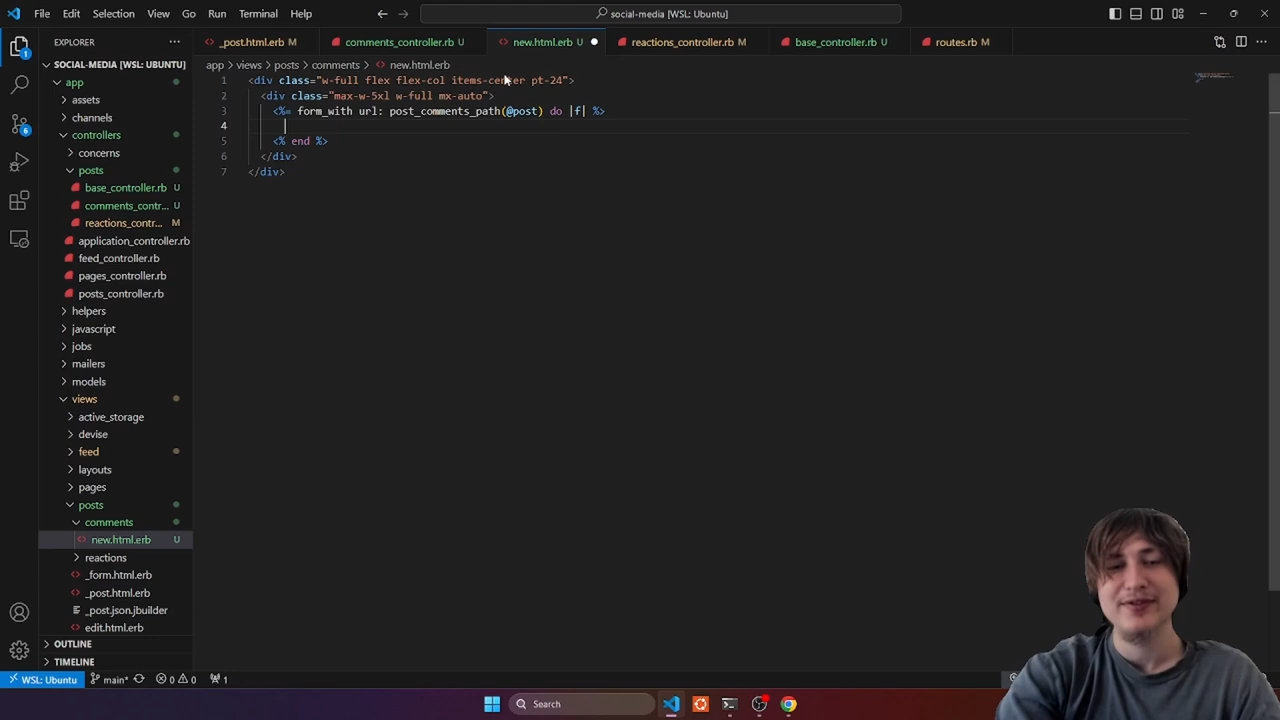 File Edit Selection View Go Run Terminal Help
social-media [WSL: Ubuntu]
EXPLORER
_post.html.erb M
comments_controller.rb U
new.html.erb U
reactions_controller.rb M
base_controller.rb U
routes.rb M
SOCIAL-MEDIA [WSL: UBUNTU]
app > views > posts > comments > new.html.erb
app
assets
channels
controllers
concerns
posts
base_controller.rb U
comments_contr... U
reactions_contr... M
application_controller.rb
feed_controller.rb
pages_controller.rb
posts_controller.rb
helpers
javascript
jobs
mailers
models
views
active_storage
devise
feed
layouts
pages
posts
comments
new.html.erb U
reactions
_form.html.erb
_post.html.erb
_post.json.jbuilder
edit.html.erb
OUTLINE
TIMELINE
1 <div class="w-full flex flex-col items-center pt-24">
2 <div class="max-w-5xl w-full mx-auto">
3 <%= form_with url: post_comments_path(@post) do |f| %>
4
5 <% end %>
6 </div>
7 </div>
1
6
WSL: Ubuntu
main*
0 0
1
Search